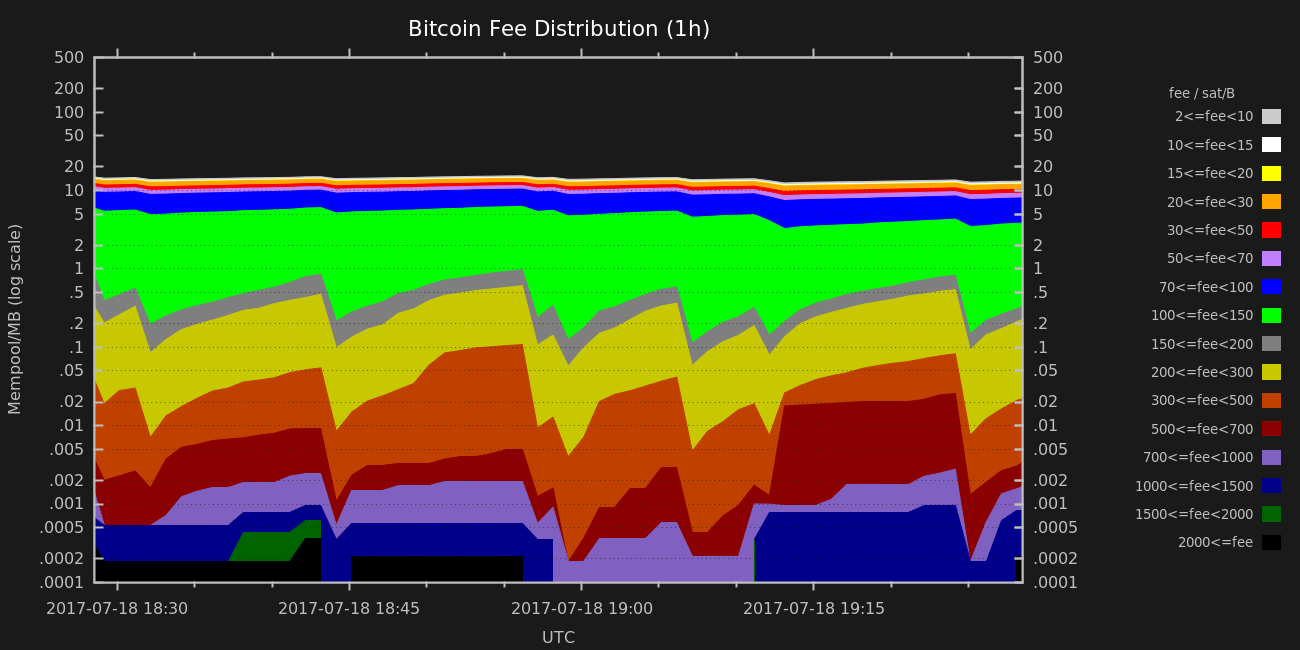 Bitcoin Fee Distribution (1h)
Mempool/MB (log scale)
500
200
100
50
20
10
5
2
1
.5
.2
.1
.05
.02
.01
.005
.002
.001
.0005
.0002
.0001
500
200
100
50
20
10
5
2
1
.5
.2
.1
.05
.02
.01
.005
.002
.001
.0005
.0002
.0001
2017-07-18 18:30
2017-07-18 18:45
2017-07-18 19:00
2017-07-18 19:15
UTC
fee / sat/B
2<=fee<10
10<=fee<15
15<=fee<20
20<=fee<30
30<=fee<50
50<=fee<70
70<=fee<100
100<=fee<150
150<=fee<200
200<=fee<300
300<=fee<500
500<=fee<700
700<=fee<1000
1000<=fee<1500
1500<=fee<2000
2000<=fee